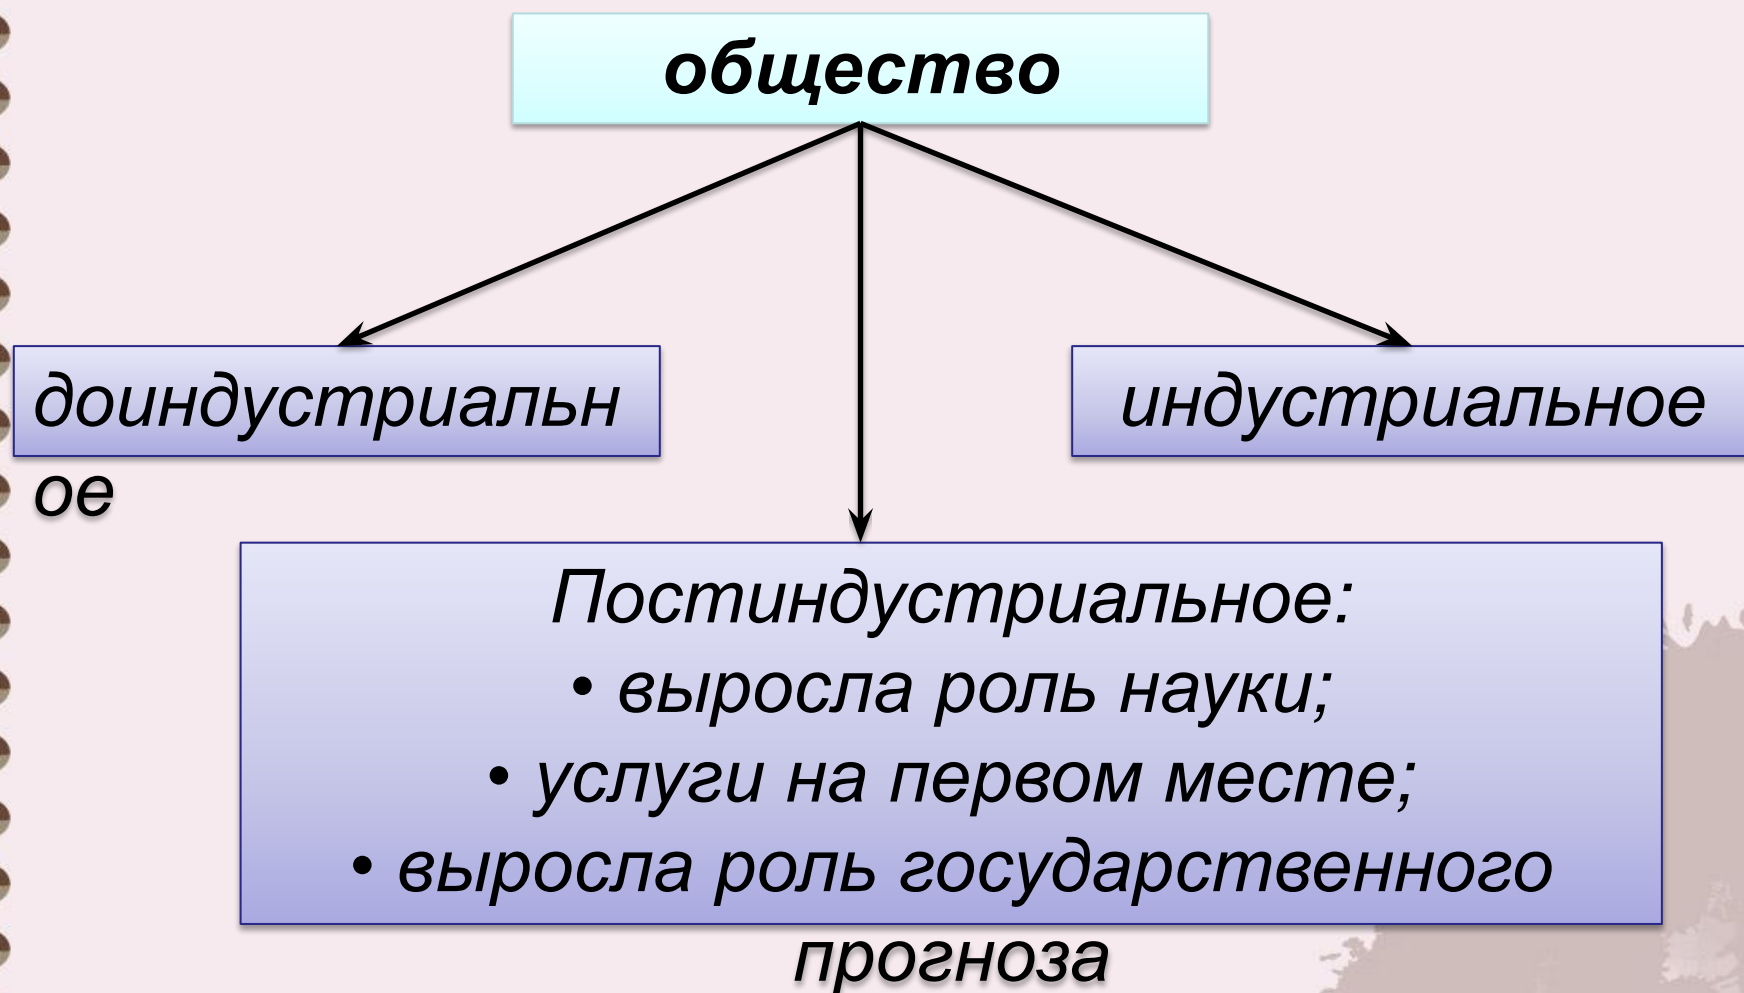 общество
доиндустриальн
ое
индустриальное
Постиндустриальное:
• выросла роль науки;
• услуги на первом месте;
• выросла роль государственного
прогноза